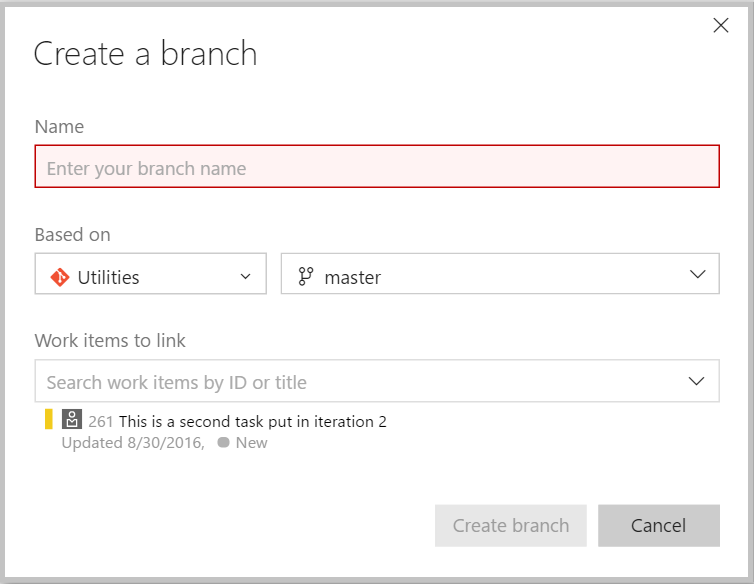 Create a branch
Name
Enter your branch name
Based on
Utilities master
Work items to link
Search work items by ID or title
261 This is a second task put in iteration 2
Updated 8/30/2016, New
Create branch Cancel